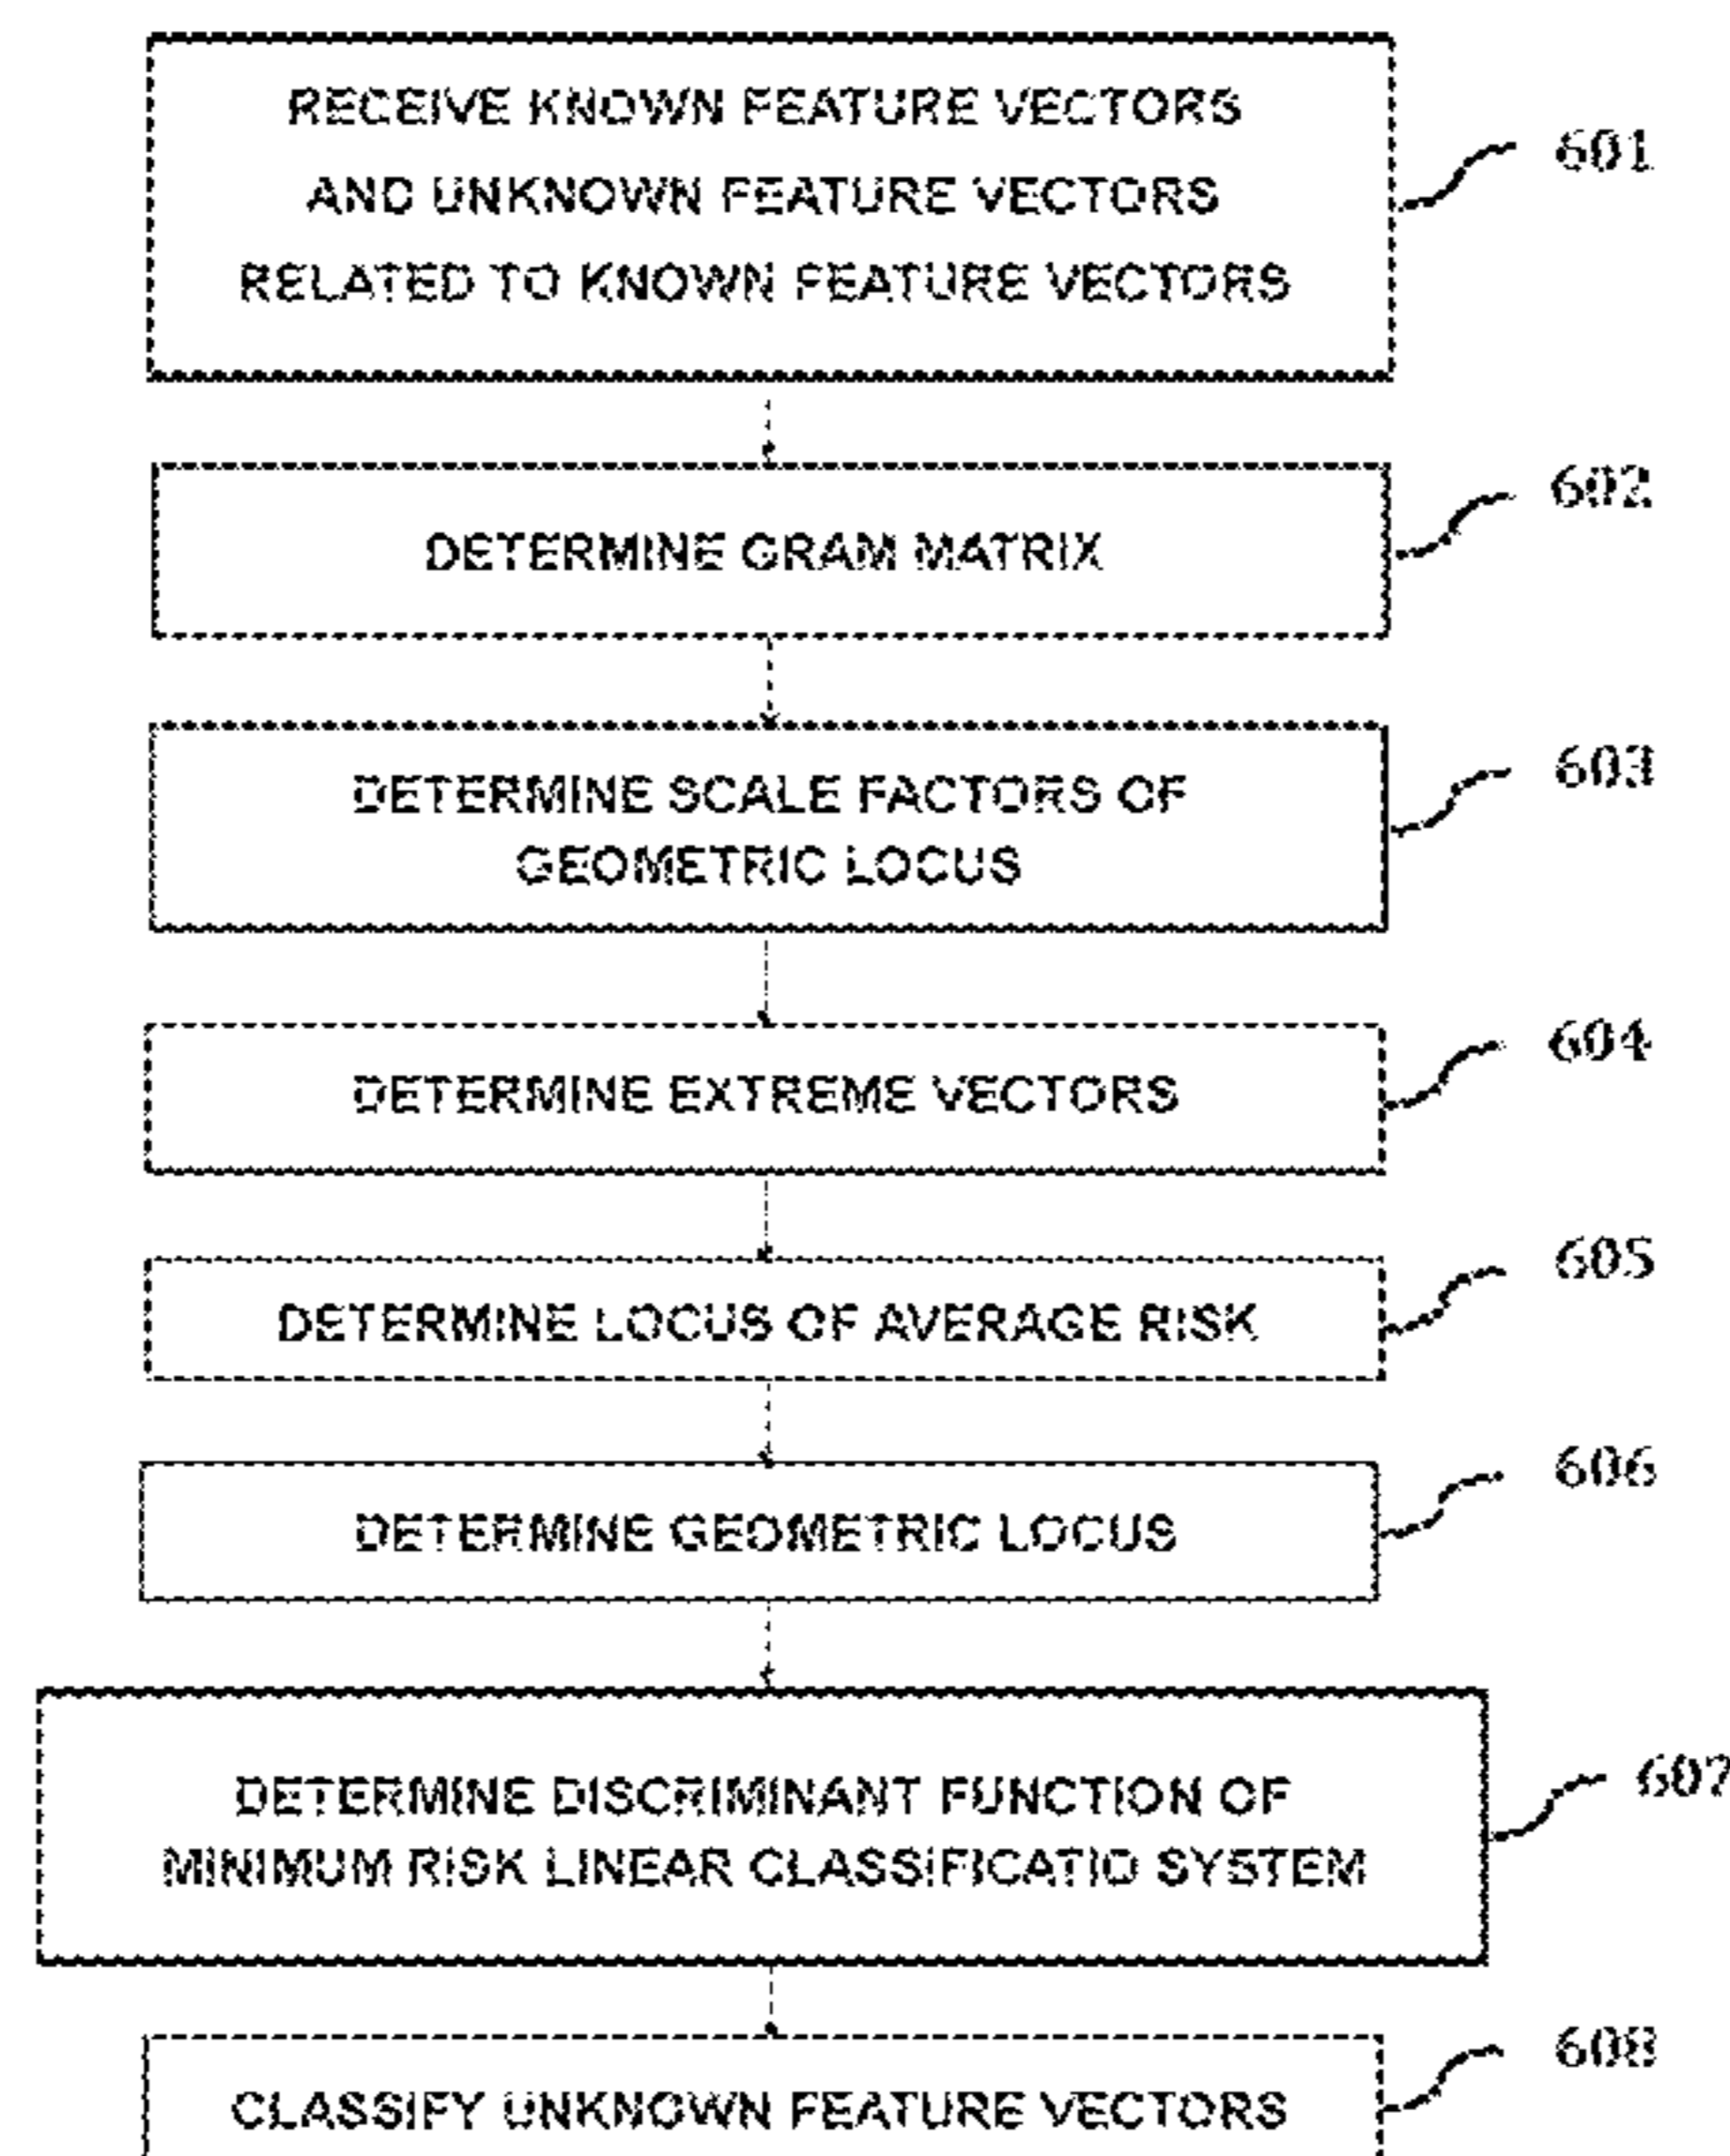 RECEIVE KNOWN FEATURE VECTORS
AND UNKNOWN FEATURE VECTORS
RELATED TO KNOWN FEATURE VECTORS
601
DETERMINE GRAM MATRIX
602
DETERMINE SCALE FACTORS OF
GEOMETRIC LOCUS
603
DETERMINE EXTREME VECTORS
604
DETERMINE LOCUS OF AVERAGE RISK
605
DETERMINE GEOMETRIC LOCUS
606
DETERMINE DISCRIMINANT FUNCTION OF
MINIMUM RISK LINEAR CLASSIFICATIO SYSTEM
607
CLASSIFY UNKNOWN FEATURE VECTORS
608